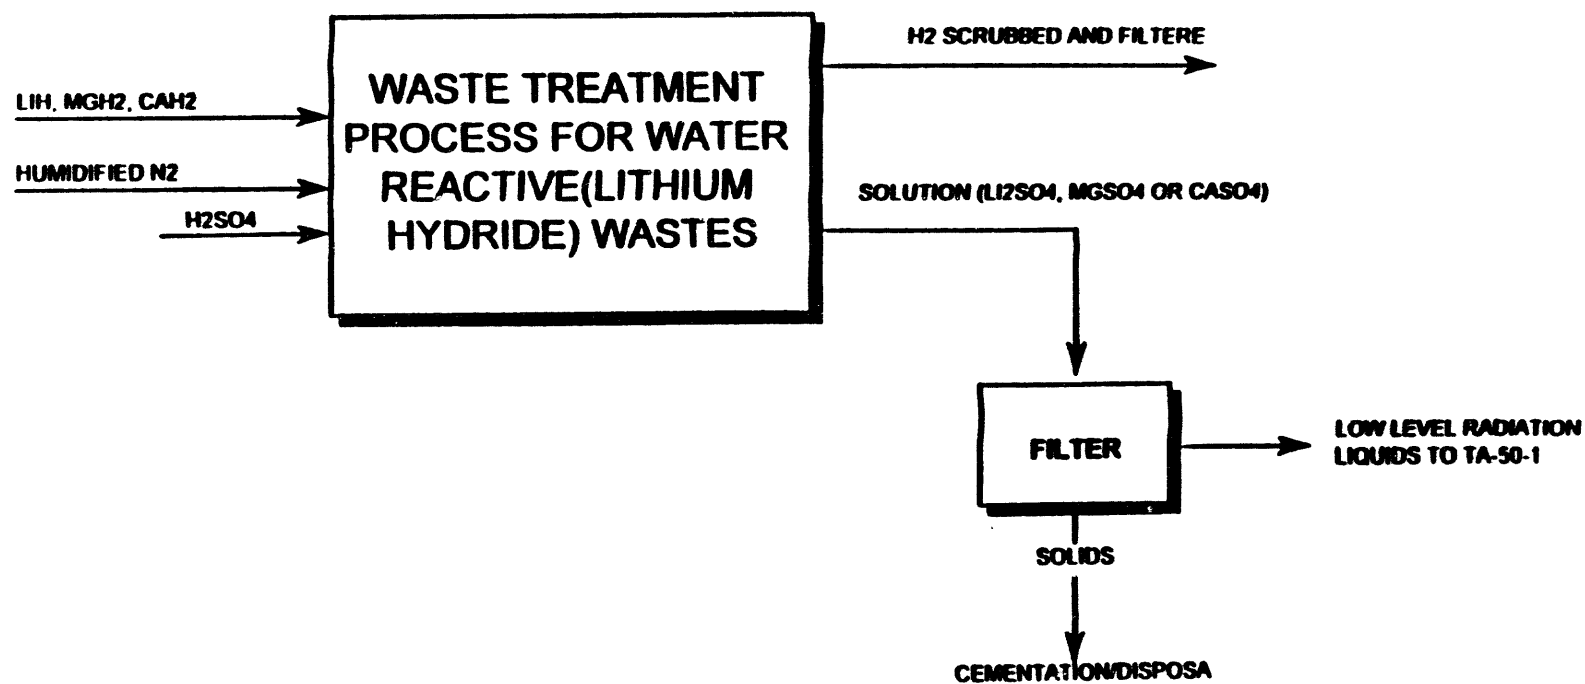 H2 SCRUBBED AND FILTERE
WASTE TREATMENT
PROCESS FOR WATER
REACTIVE(LITHIUM
HYDRIDE) WASTES
LIH, MGH2, CAH2
HUMIDIFIED N2
H2SO4
SOLUTION (LI2SO4, MGSO4 OR CASO4)
FILTER
LOW LEVEL RADIATION
LIQUIDS TO TA-50-1
SOLIDS
CEMENTATION/DISPOSA